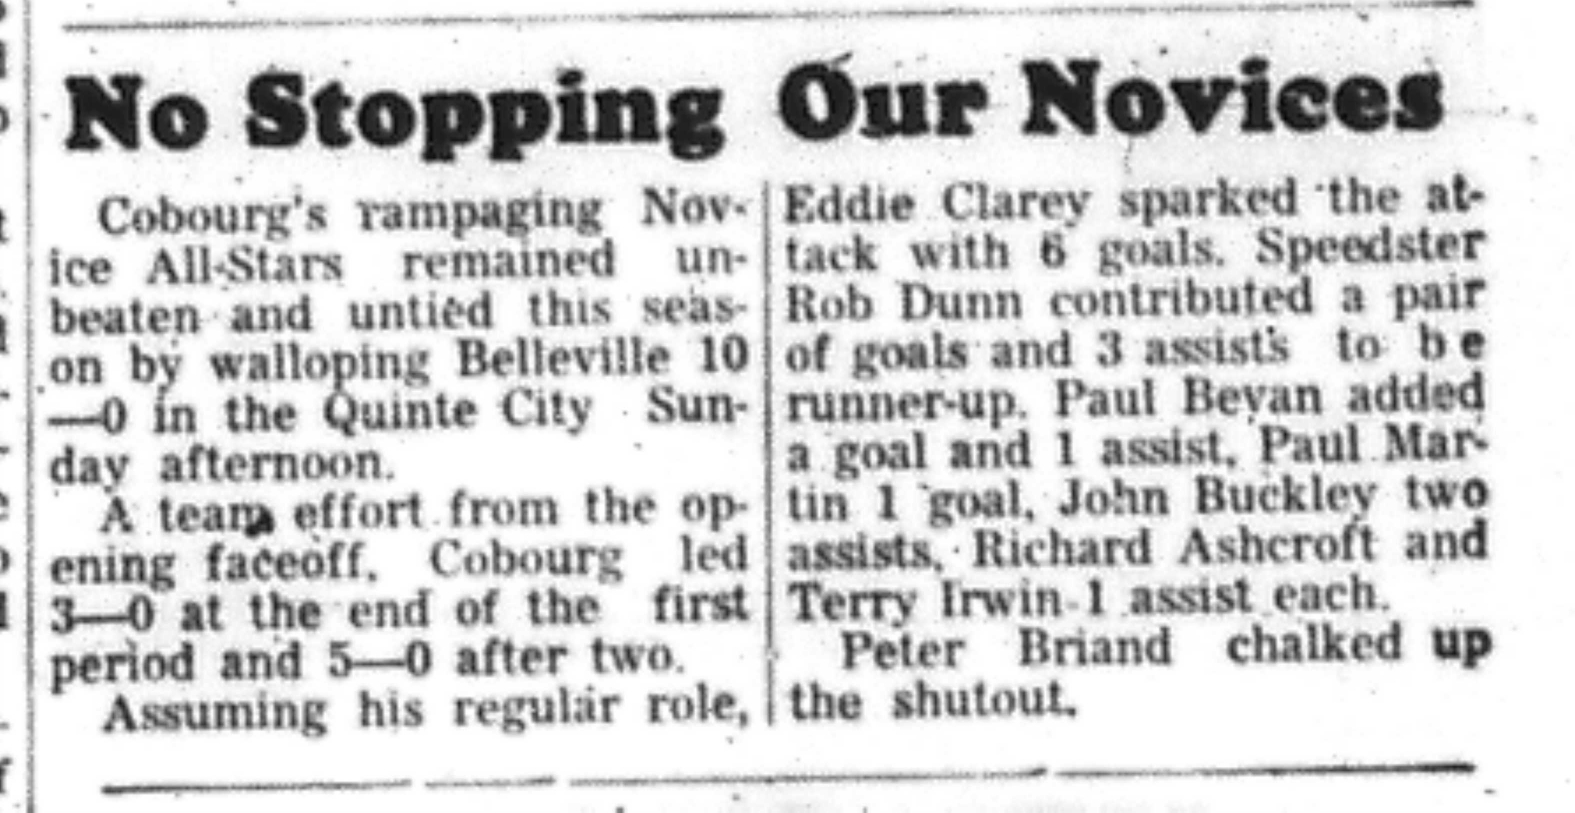 No Stopping Our Novices
Cobourg's rampaging Nov-
ice All-Stars remained un-
beaten and untied this seas-
on by walloping Belleville 10
—0 in the Quinte City Sun-
day afternoon.
A team effort from the op-
ening faceoff, Cobourg led
3—0 at the end of the first
period and 5—0 after two.
Assuming his regular role,
Eddie Clarey sparked the at-
tack with 6 goals. Speedster
Rob Dunn contributed a pair
of goals and 3 assists to be
runner-up. Paul Bevan added
a goal and 1 assist, Paul Mar-
tin 1 goal, John Buckley two
assists, Richard Ashcroft and
Terry Irwin 1 assist each.
Peter Briand chalked up
the shutout.